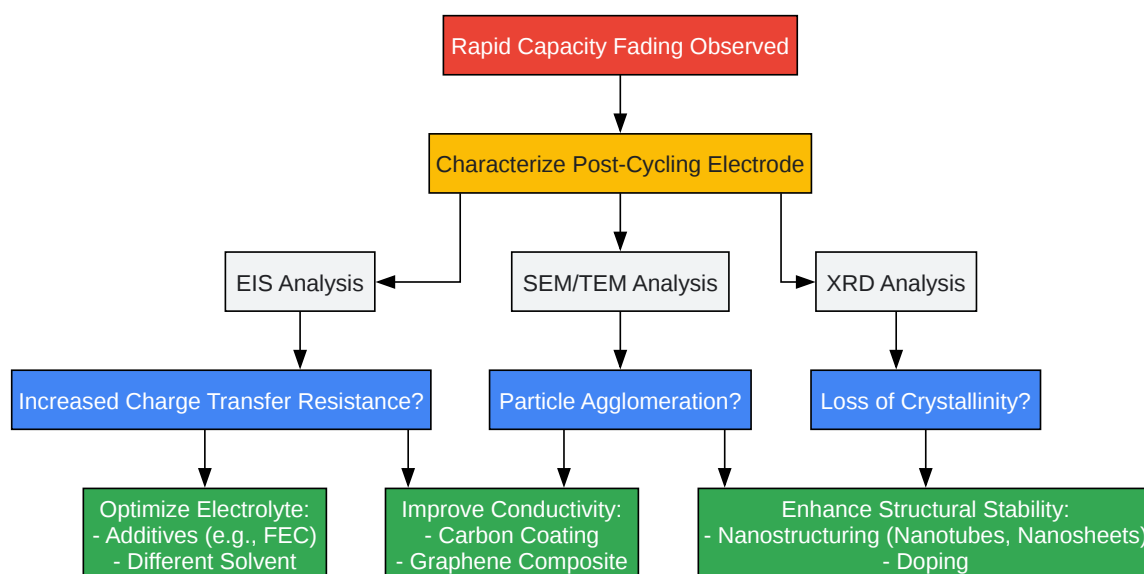 Rapid Capacity Fading Observed
Characterize Post-Cycling Electrode
EIS Analysis
SEM/TEM Analysis
XRD Analysis
Increased Charge Transfer Resistance?
Particle Agglomeration?
Loss of Crystallinity?
Optimize Electrolyte:
- Additives (e.g., FEC)
- Different Solvent
Improve Conductivity:
- Carbon Coating
- Graphene Composite
Enhance Structural Stability:
- Nanostructuring (Nanotubes, Nanosheets)
- Doping